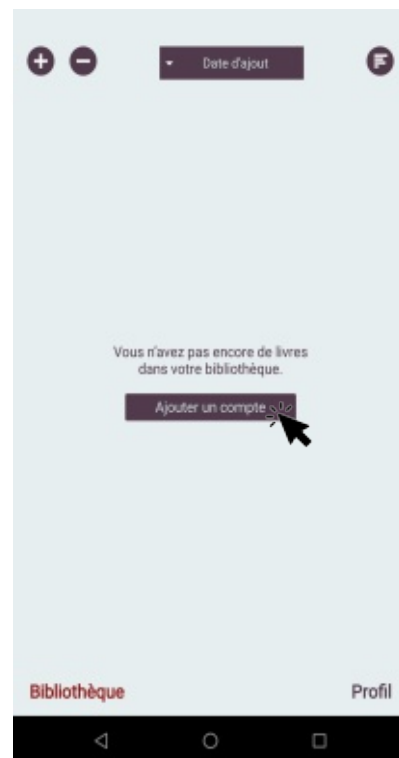 Date d'ajout
Vous n'avez pas encore de livres
dans votre bibliothèque.
Ajouter un compte
Bibliothèque
Profil